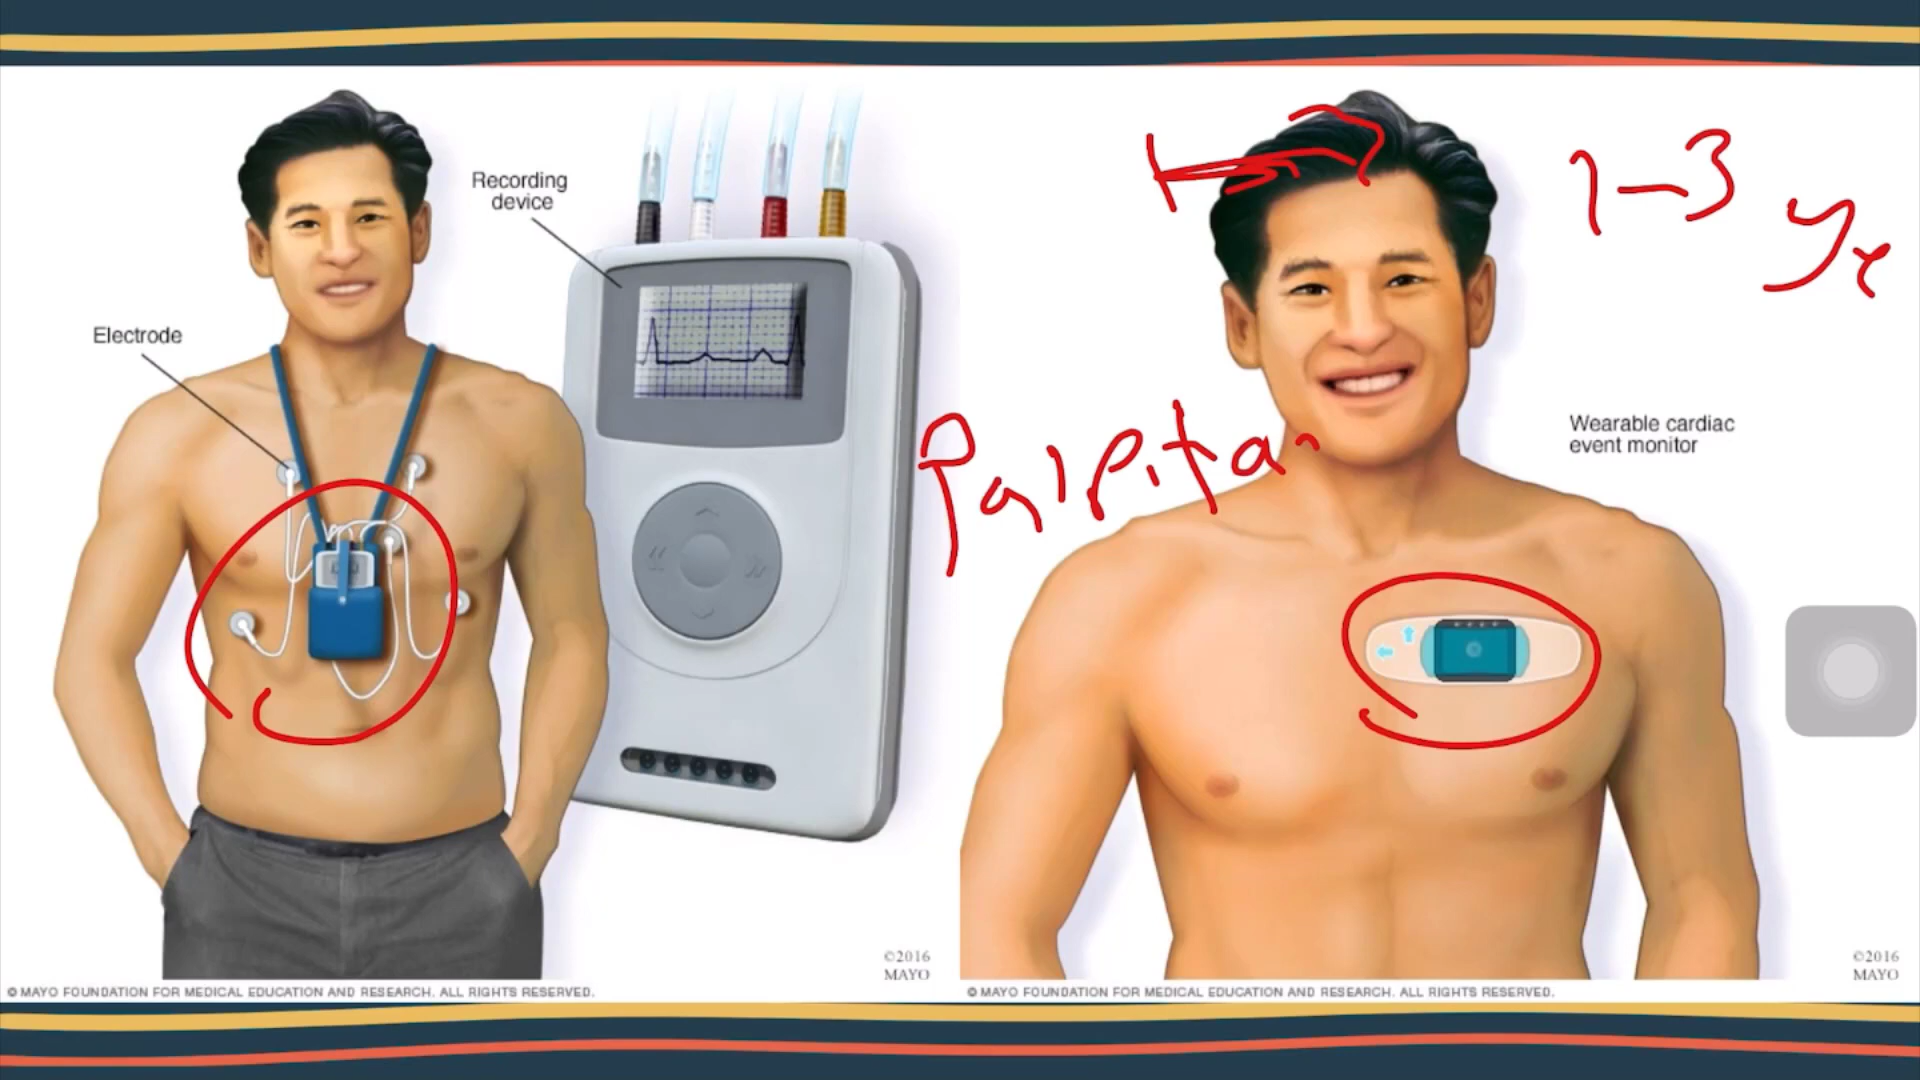 Recording
device
Electrode
1-3 yr
Palpita
Wearable cardiac
event monitor
©2016
MAYO
© MAYO FOUNDATION FOR MEDICAL EDUCATION AND RESEARCH. ALL RIGHTS RESERVED.
©2016
MAYO
© MAYO FOUNDATION FOR MEDICAL EDUCATION AND RESEARCH. ALL RIGHTS RESERVED.